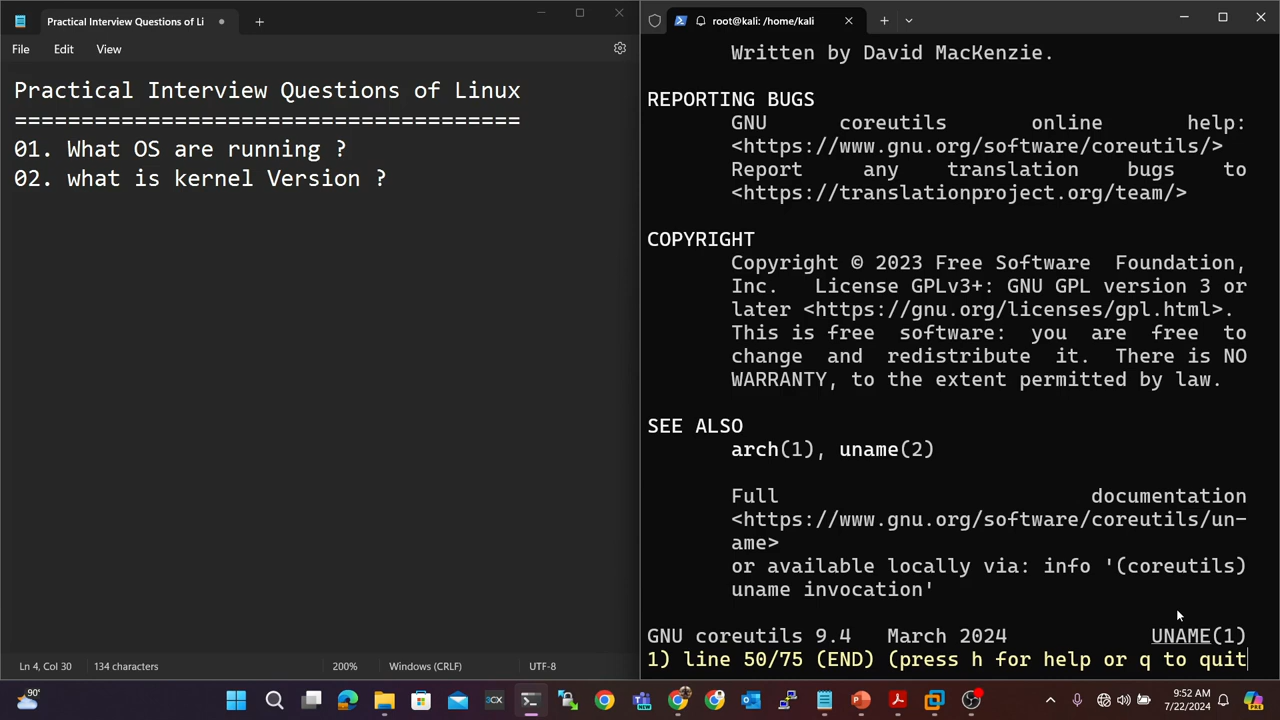 Practical Interview Questions of Li
File Edit View
Practical Interview Questions of Linux
======================================
01. What OS are running ?
02. what is kernel Version ?
Ln 4, Col 30 134 characters 200% Windows (CRLF) UTF-8
root@kali: /home/kali
Written by David MacKenzie.
REPORTING BUGS
GNU coreutils online help:
<https://www.gnu.org/software/coreutils/>
Report any translation bugs to
<https://translationproject.org/team/>
COPYRIGHT
Copyright © 2023 Free Software Foundation,
Inc. License GPLv3+: GNU GPL version 3 or
later <https://gnu.org/licenses/gpl.html>.
This is free software: you are free to
change and redistribute it. There is NO
WARRANTY, to the extent permitted by law.
SEE ALSO
arch(1), uname(2)
Full documentation
<https://www.gnu.org/software/coreutils/un-
ame>
or available locally via: info '(coreutils)
uname invocation'
GNU coreutils 9.4 March 2024 UNAME(1)
1) line 50/75 (END) (press h for help or q to quit
90°
9:52 AM
7/22/2024